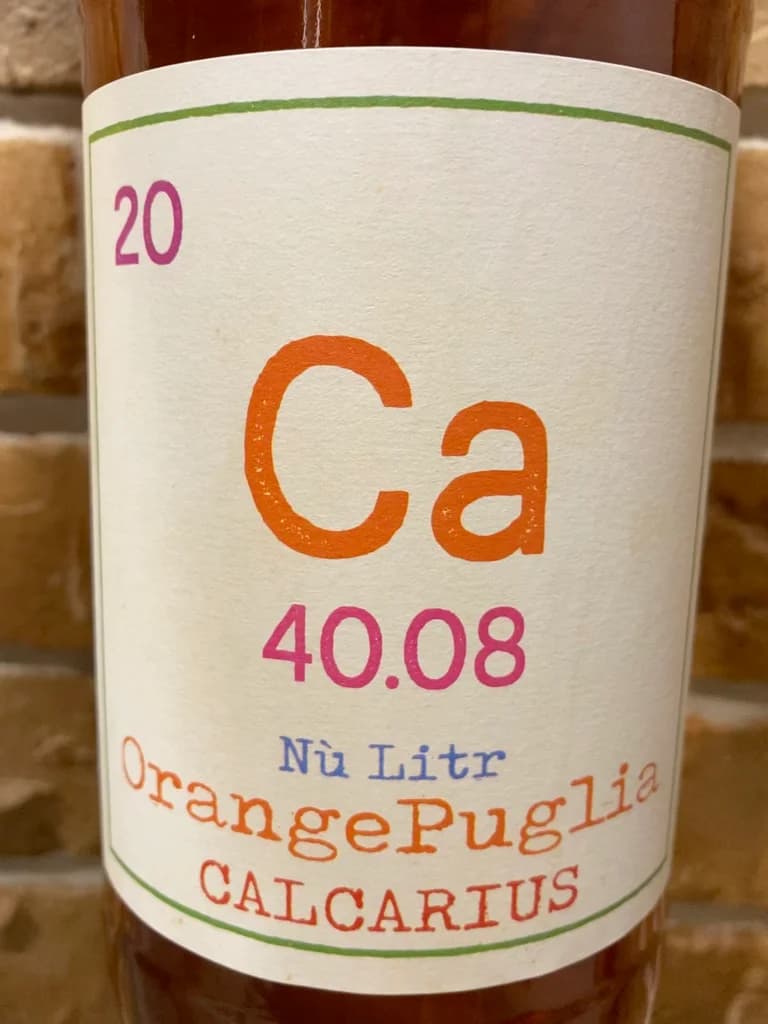 20
Ca
40.08
Nù Litr
OrangePuglia
CALCARIUS